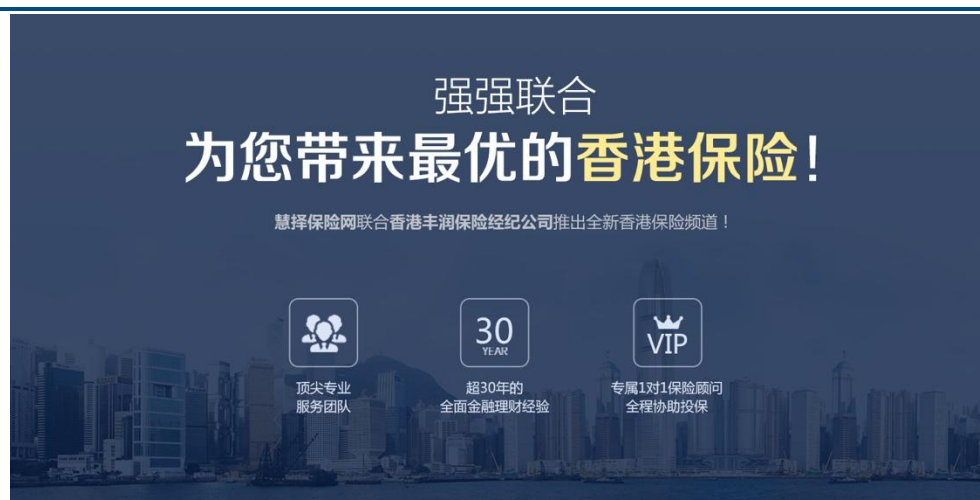 强强联合
为您带来最优的香港保险！
慧择保险网联合香港丰润保险经纪公司推出全新香港保险频道！
30
YEAR
VIP
顶尖专业
服务团队
超30年的
全面金融理财经验
专属1对1保险顾问
全程协助投保